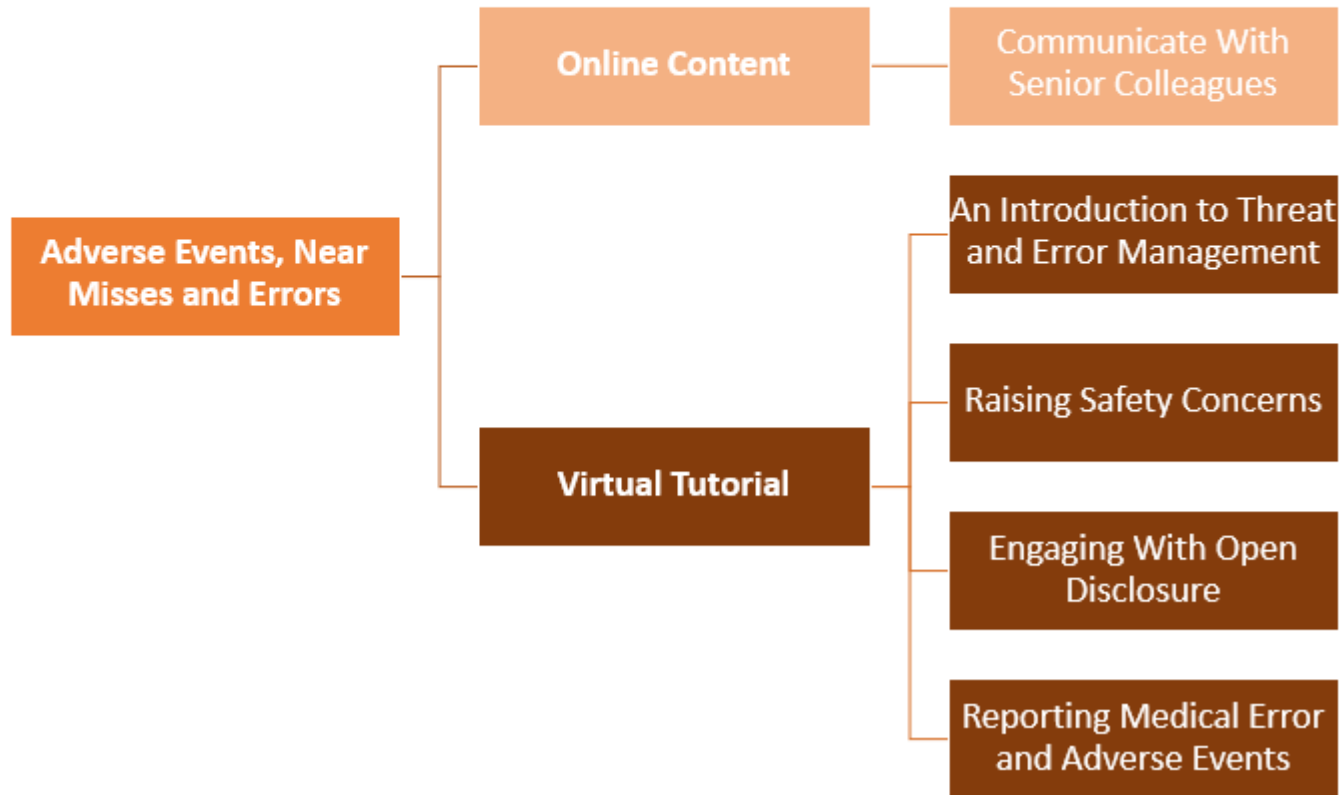 Online Content
Communicate With
Senior Colleagues
Adverse Events, Near
Misses and Errors
An Introduction to Threat
and Error Management
Raising Safety Concerns
Virtual Tutorial
Engaging With Open
Disclosure
Reporting Medical Error
and Adverse Events